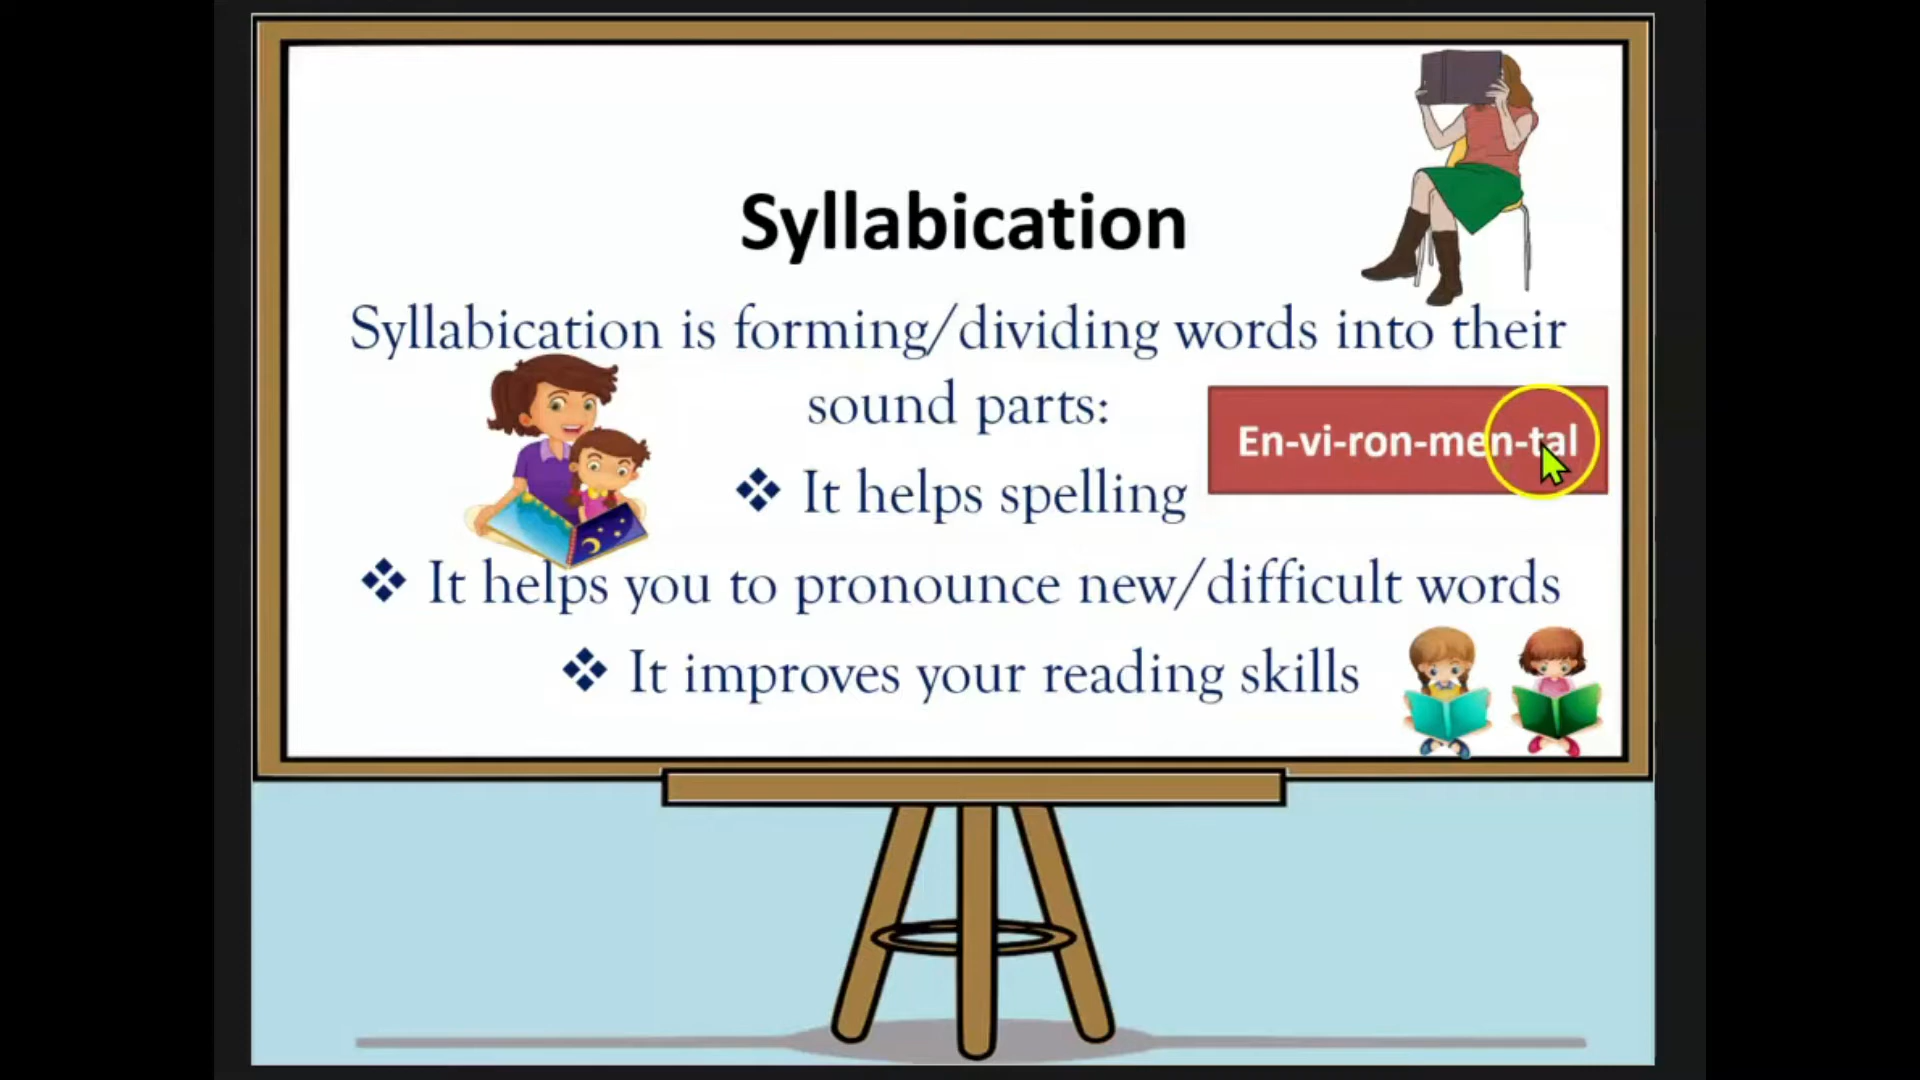 Syllabication
Syllabication is forming/dividing words into their
sound parts:
En-vi-ron-men-tal
❖ It helps spelling
❖ It helps you to pronounce new/difficult words
❖ It improves your reading skills